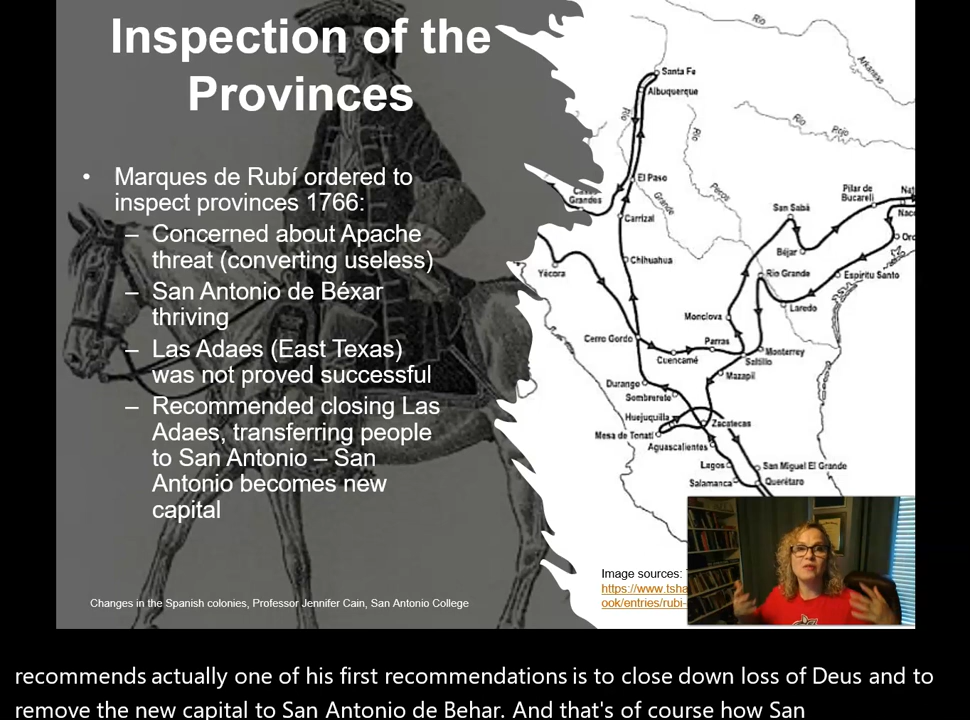 Inspection of the
Provinces
• Marques de Rubí ordered to
inspect provinces 1766:
– Concerned about Apache
threat (converting useless)
– San Antonio de Béxar
thriving
– Las Adaes (East Texas)
was not proved successful
– Recommended closing Las
Adaes, transferring people
to San Antonio – San
Antonio becomes new
capital
Changes in the Spanish colonies, Professor Jennifer Cain, San Antonio College
Rio
Arkansas
Santa Fe
Albuquerque
Rio
Rio
Rio
Rojo
El Paso
Grande
Pecos
Grandes
Carrizal
San Sabá
Pilar de
Bucareli
Béjar
Chihuahua
Yécora
Rio Grande
Espíritu Santo
Laredo
Monclova
Cerro Gordo
Parras
Cuencamé
Monterrey
Saltillo
Mazapil
Durango
Sombrerete
Huejuquilla
Zacatecas
Mesa de Tonati
Aguascalientes
Lagos
San Miguel El Grande
Salamanca
Querétaro
Image sources:
https://www.tsha
ook/entries/rubi-
recommends actually one of his first recommendations is to close down loss of Deus and to
remove the new capital to San Antonio de Behar. And that's of course how San